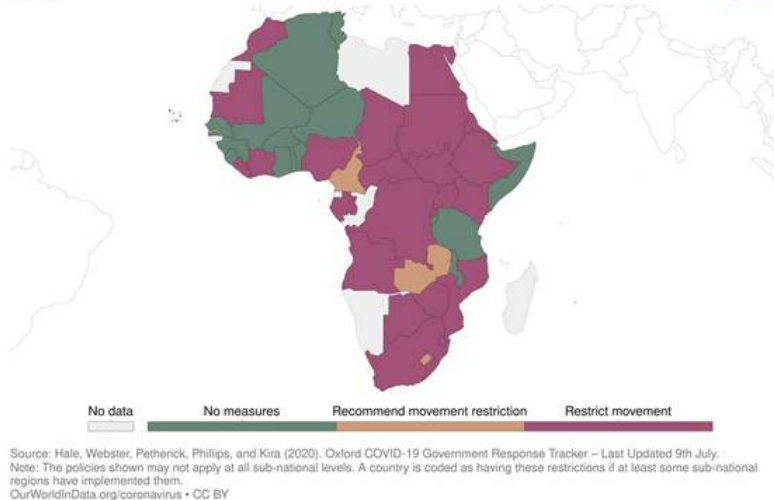 No data
No measures
Recommend movement restriction
Restrict movement
Source: Hale, Webster, Petherick, Phillips, and Kira (2020). Oxford COVID-19 Government Response Tracker – Last Updated 9th July.
Note: The policies shown may not apply at all sub-national levels. A country is coded as having these restrictions if at least some sub-national
regions have implemented them.
OurWorldInData.org/coronavirus • CC BY